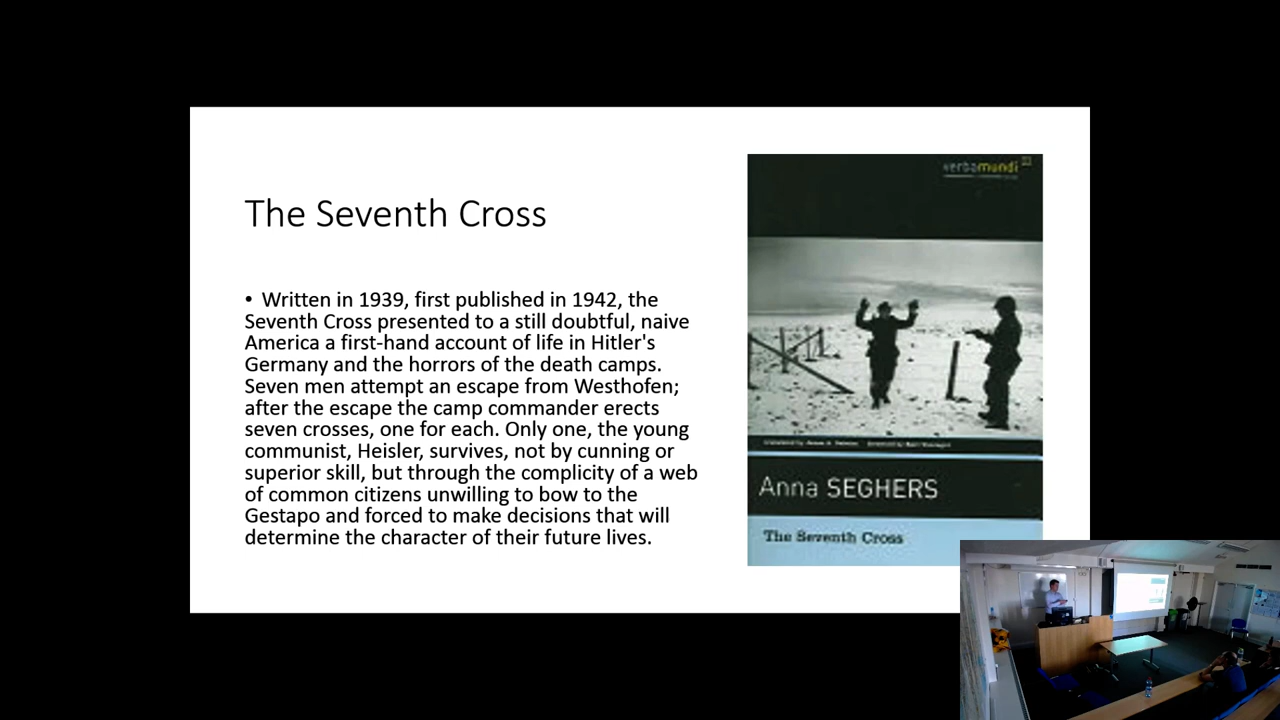 The Seventh Cross
• Written in 1939, first published in 1942, the
Seventh Cross presented to a still doubtful, naive
America a first-hand account of life in Hitler's
Germany and the horrors of the death camps.
Seven men attempt an escape from Westhofen;
after the escape the camp commander erects
seven crosses, one for each. Only one, the young
communist, Heisler, survives, not by cunning or
superior skill, but through the complicity of a web
of common citizens unwilling to bow to the
Gestapo and forced to make decisions that will
determine the character of their future lives.
verbamundi
Anna SEGHERS
The Seventh Cross